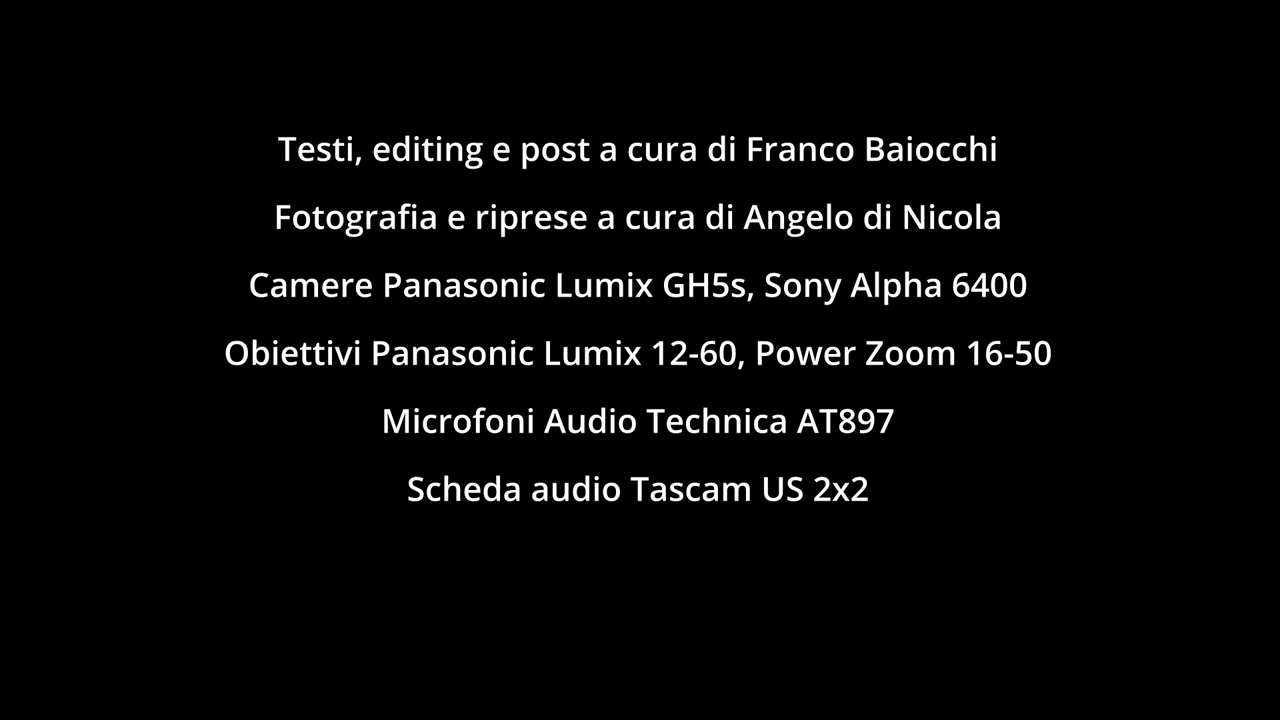 Testi, editing e post a cura di Franco Baiocchi
Fotografia e riprese a cura di Angelo di Nicola
Camere Panasonic Lumix GH5s, Sony Alpha 6400
Obiettivi Panasonic Lumix 12-60, Power Zoom 16-50
Microfoni Audio Technica AT897
Scheda audio Tascam US 2x2